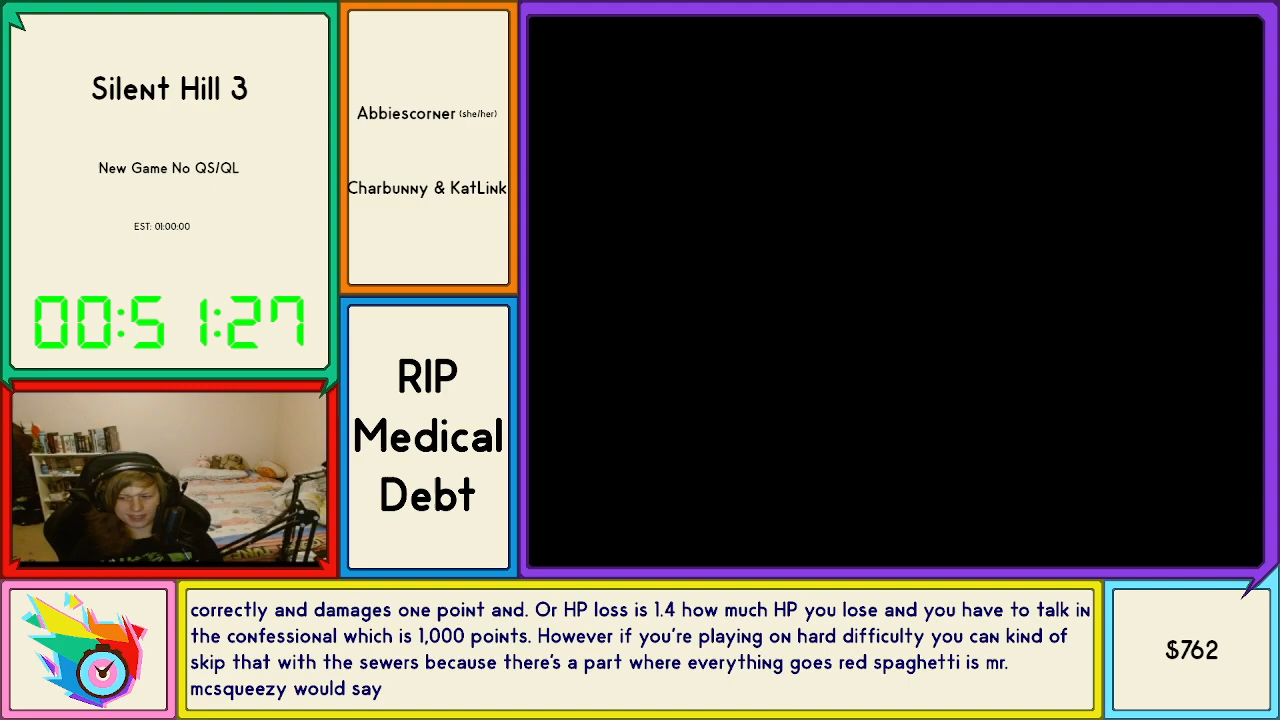 Silent Hill 3
New Game No QS/QL
EST: 01:00:00
00:51:27
Abbiescorner (she/her)
Charbunny & KatLink
RIP
Medical
Debt
correctly and damages one point and. Or HP loss is 1.4 how much HP you lose and you have to talk in
the confessional which is 1,000 points. However if you're playing on hard difficulty you can kind of
skip that with the sewers because there's a part where everything goes red spaghetti is mr.
mcsqueezy would say
$762